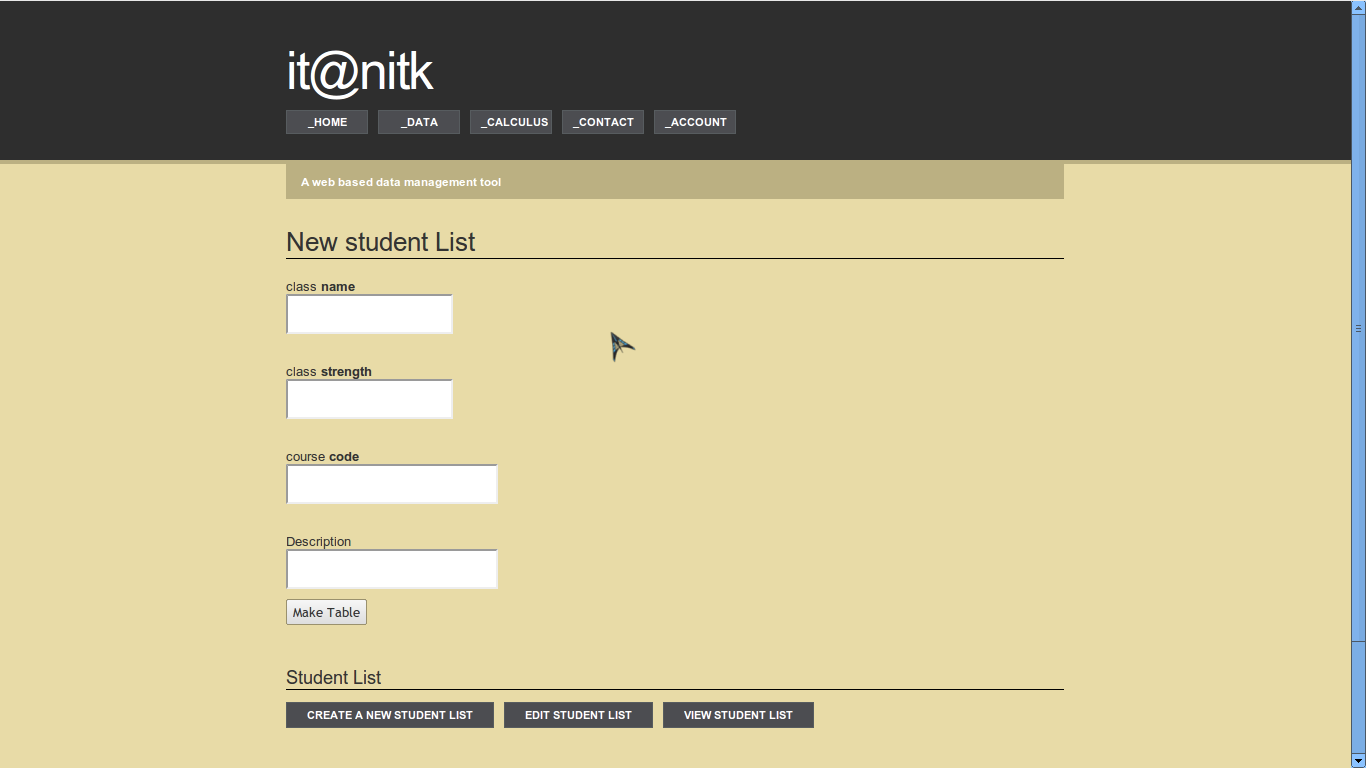 it@nitk
_HOME _DATA _CALCULUS _CONTACT _ACCOUNT
A web based data management tool
New student List
class name
class strength
course code
Description
Make Table
Student List
CREATE A NEW STUDENT LIST EDIT STUDENT LIST VIEW STUDENT LIST